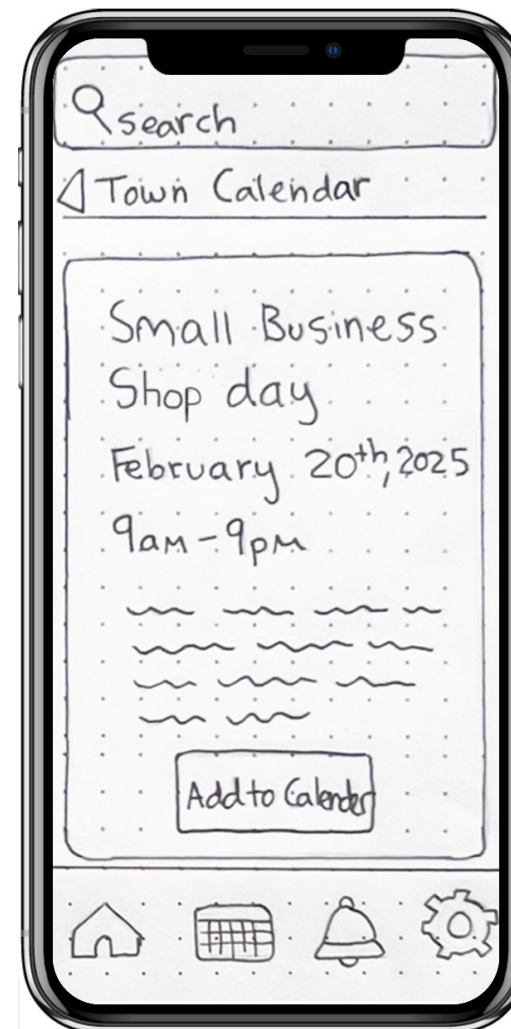 search
Town Calendar
Small Business
Shop day
February 20th, 2025
9am-9pm
Add to Calender